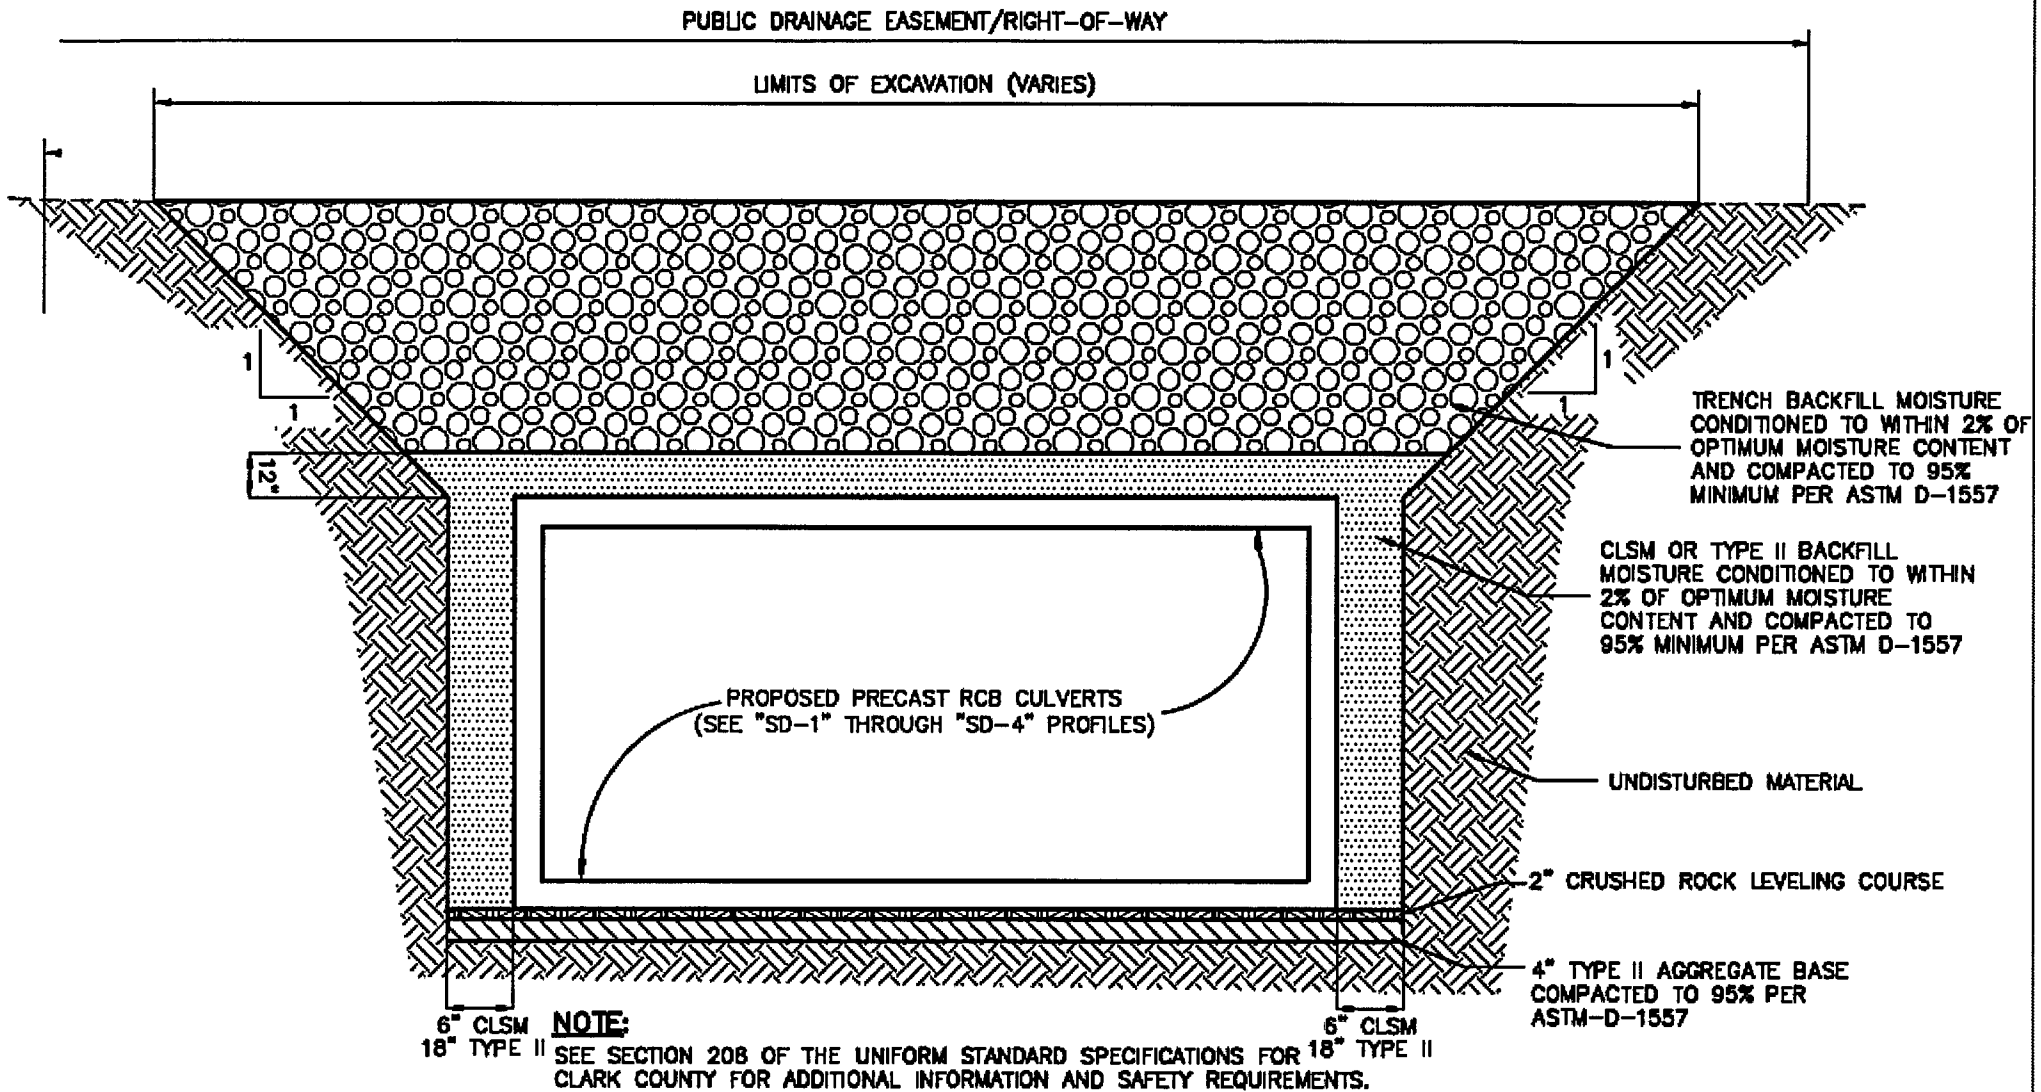 PUBLIC DRAINAGE EASEMENT/RIGHT-OF-WAY
LIMITS OF EXCAVATION (VARIES)
1
1
1
1
12"
TRENCH BACKFILL MOISTURE
CONDITIONED TO WITHIN 2% OF
OPTIMUM MOISTURE CONTENT
AND COMPACTED TO 95%
MINIMUM PER ASTM D-1557
CLSM OR TYPE II BACKFILL
MOISTURE CONDITIONED TO WITHIN
2% OF OPTIMUM MOISTURE
CONTENT AND COMPACTED TO
95% MINIMUM PER ASTM D-1557
PROPOSED PRECAST RCB CULVERTS
(SEE "SD-1" THROUGH "SD-4" PROFILES)
UNDISTURBED MATERIAL
2" CRUSHED ROCK LEVELING COURSE
4" TYPE II AGGREGATE BASE
COMPACTED TO 95% PER
ASTM-D-1557
6" CLSM
18" TYPE II
6" CLSM
18" TYPE II
NOTE:
SEE SECTION 208 OF THE UNIFORM STANDARD SPECIFICATIONS FOR
CLARK COUNTY FOR ADDITIONAL INFORMATION AND SAFETY REQUIREMENTS.